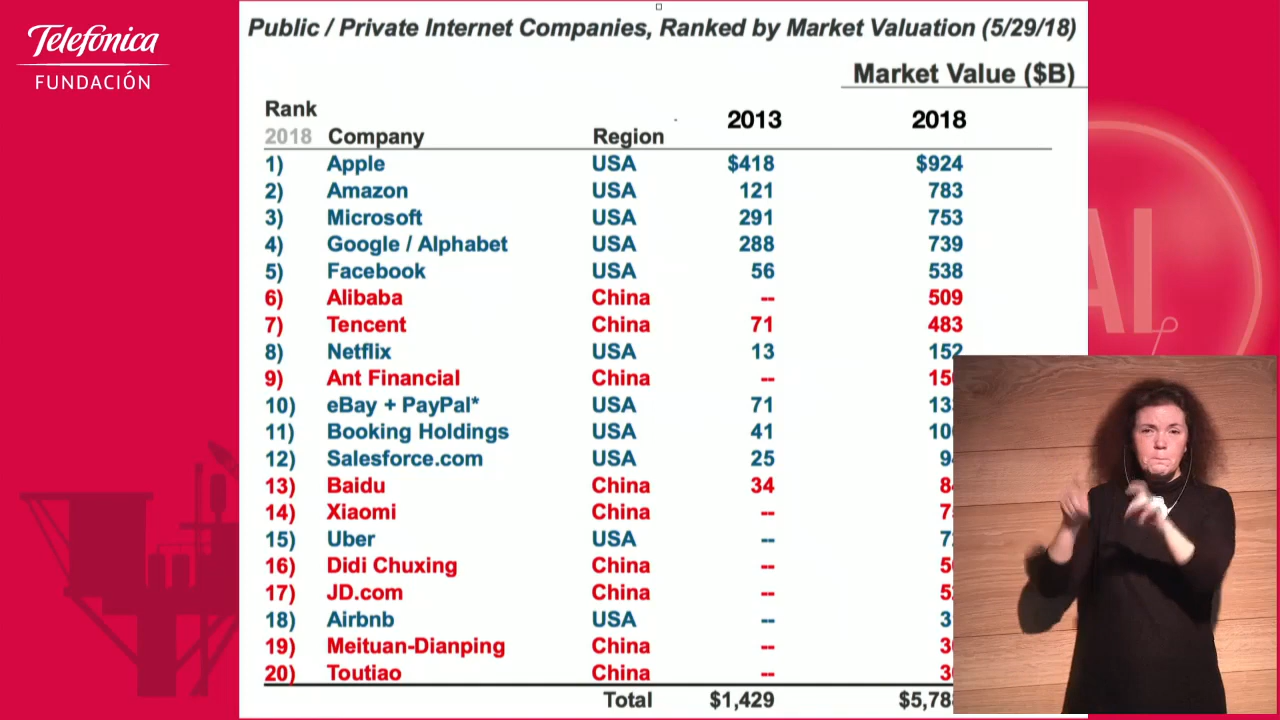 Telefónica
FUNDACIÓN
Public / Private Internet Companies, Ranked by Market Valuation (5/29/18)
Market Value ($B)
Rank
2018 Company Region 2013 2018
1) Apple USA $418 $924
2) Amazon USA 121 783
3) Microsoft USA 291 753
4) Google / Alphabet USA 288 739
5) Facebook USA 56 538
6) Alibaba China -- 509
7) Tencent China 71 483
8) Netflix USA 13 152
9) Ant Financial China --
10) eBay + PayPal* USA 71
11) Booking Holdings USA 41
12) Salesforce.com USA 25
13) Baidu China 34
14) Xiaomi China --
15) Uber USA --
16) Didi Chuxing China --
17) JD.com China --
18) Airbnb USA --
19) Meituan-Dianping China --
20) Toutiao China --
Total $1,429
AI